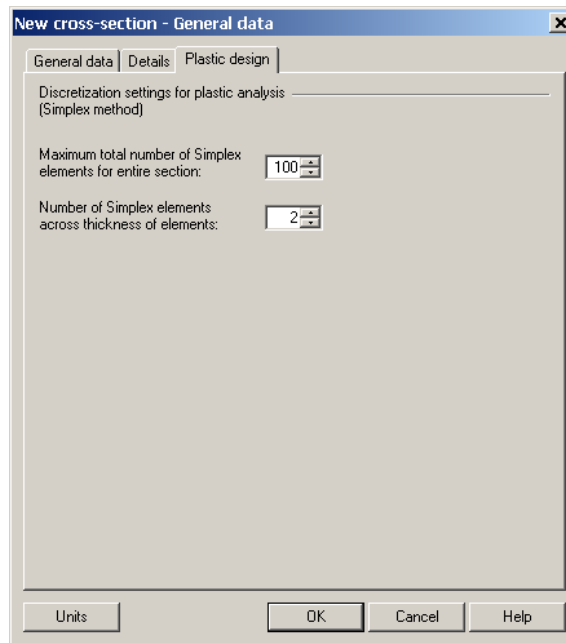 New cross-section - General data
General data Details Plastic design
Discretization settings for plastic analysis
(Simplex method)
Maximum total number of Simplex
elements for entire section:
100
Number of Simplex elements
across thickness of elements:
2
Units OK Cancel Help